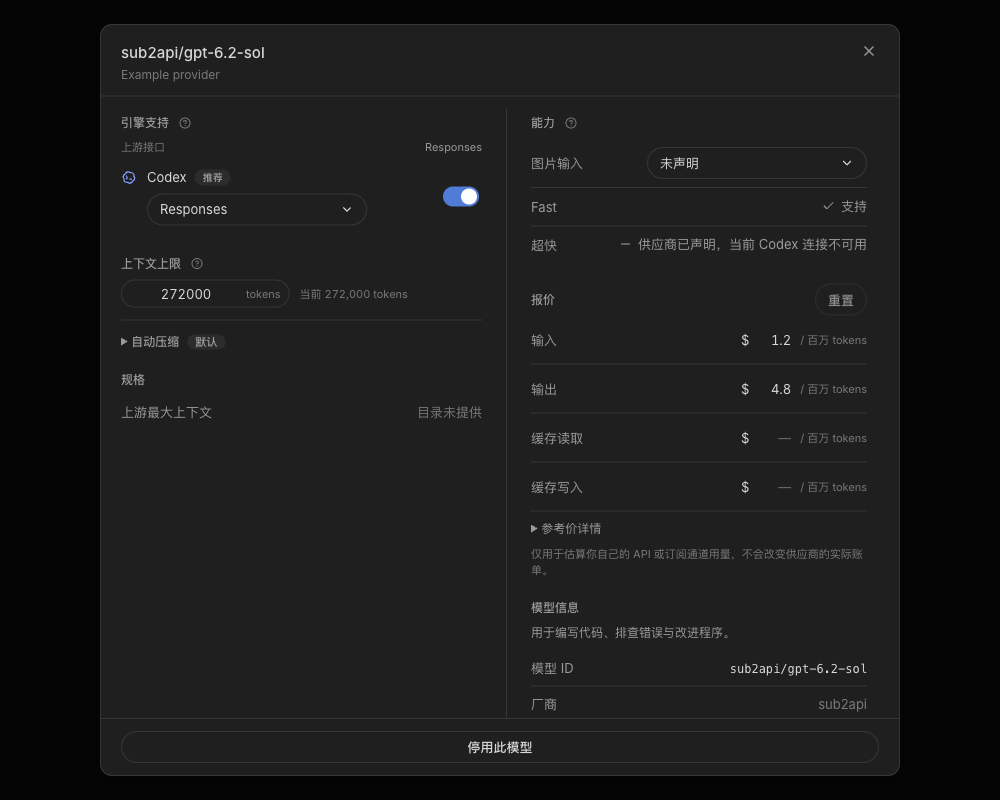 sub2api/gpt-6.2-sol
Example provider
引擎支持
上游接口 Responses
Codex 推荐
Responses
上下文上限
272000 tokens 当前 272,000 tokens
自动压缩 默认
规格
上游最大上下文 目录未提供
能力
图片输入 未声明
Fast 支持
超快 — 供应商已声明，当前 Codex 连接不可用
报价 重置
输入 $ 1.2 / 百万 tokens
输出 $ 4.8 / 百万 tokens
缓存读取 $ — / 百万 tokens
缓存写入 $ — / 百万 tokens
参考价详情
仅用于估算你自己的 API 或订阅通道用量，不会改变供应商的实际账
单。
模型信息
用于编写代码、排查错误与改进程序。
模型 ID sub2api/gpt-6.2-sol
厂商 sub2api
停用此模型